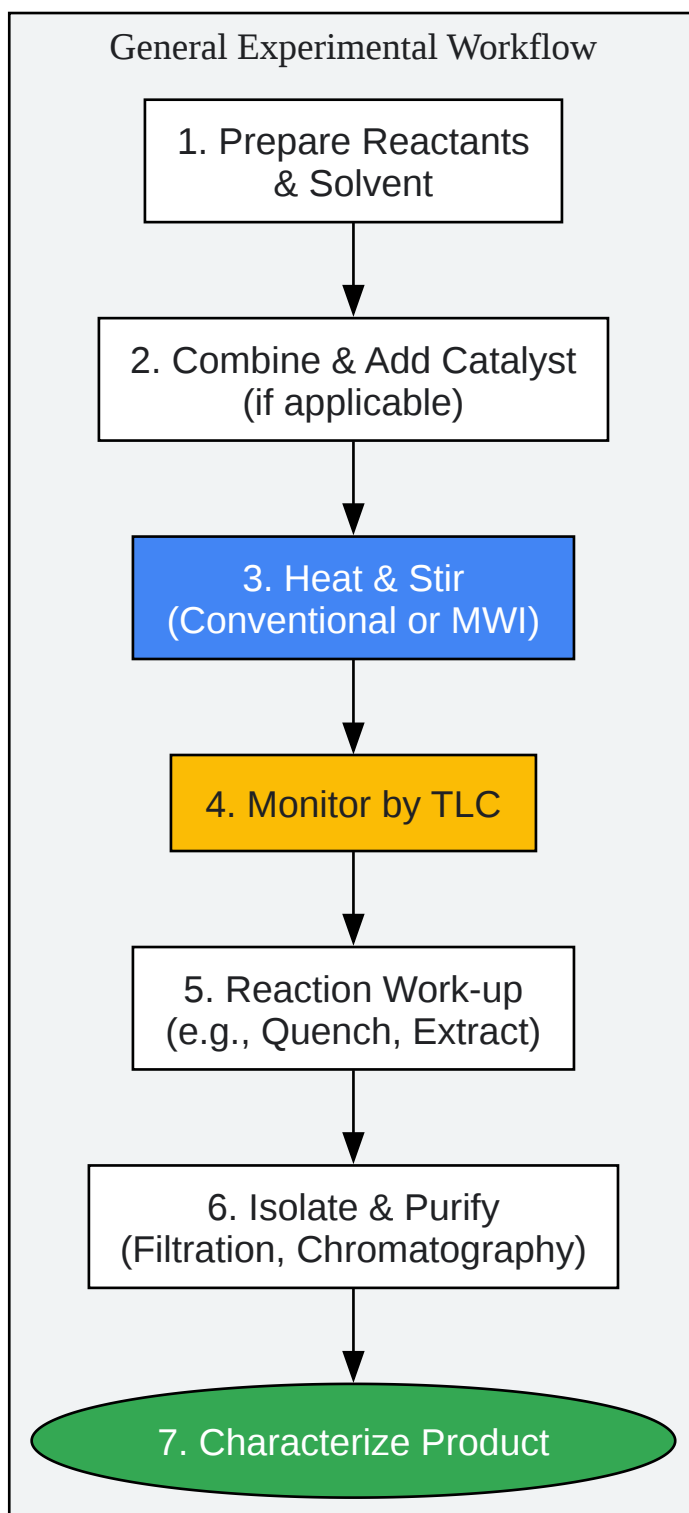 General Experimental Workflow
1. Prepare Reactants
& Solvent
2. Combine & Add Catalyst
(if applicable)
3. Heat & Stir
(Conventional or MWI)
4. Monitor by TLC
5. Reaction Work-up
(e.g., Quench, Extract)
6. Isolate & Purify
(Filtration, Chromatography)
7. Characterize Product